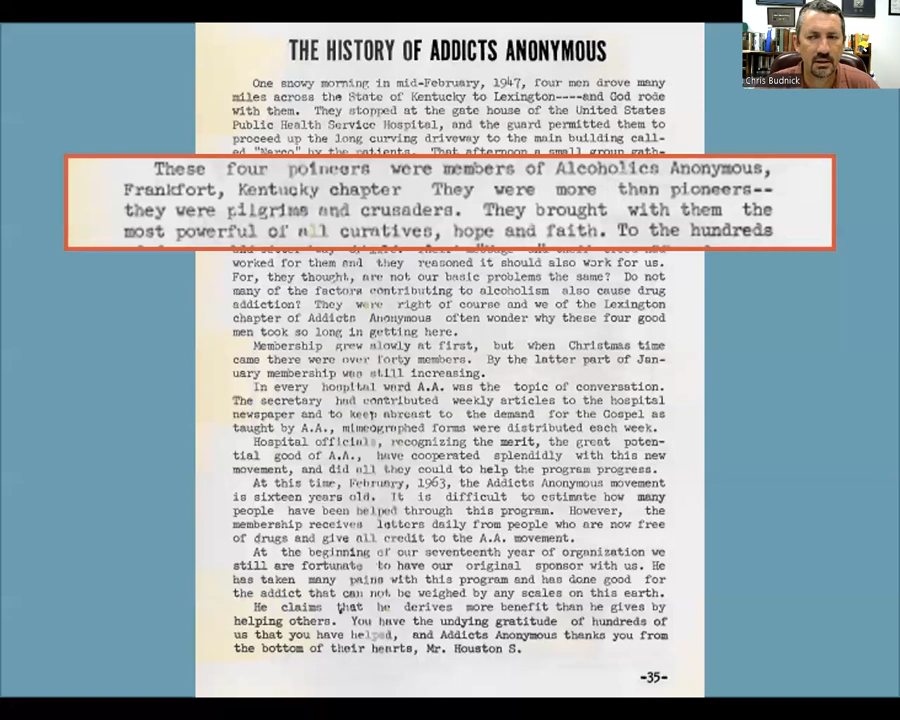 THE HISTORY OF ADDICTS ANONYMOUS
Chris Budnick
One snowy morning in mid-February, 1947, four men drove many
miles across the State of Kentucky to Lexington----and God rode
with them. They stopped at the gate house of the United States
Public Health Service Hospital, and the guard permitted them to
proceed up the long curving driveway to the main building call-
ed "Narco" by the patients. That afternoon a small group gath-
These four poineers were members of Alcoholics Anonymous,
Frankfort, Kentucky chapter They were more than pioneers--
they were pilgrims and crusaders. They brought with them the
most powerful of all curatives, hope and faith. To the hundreds
worked for them and they reasoned it should also work for us.
For, they thought, are not our basic problems the same? Do not
many of the factors contributing to alcoholism also cause drug
addiction? They were right of course and we of the Lexington
chapter of Addicts Anonymous often wonder why these four good
men took so long in getting here.
Membership grew slowly at first, but when Christmas time
came there were over forty members. By the latter part of Jan-
uary membership was still increasing.
In every hospital ward A.A. was the topic of conversation.
The secretary had contributed weekly articles to the hospital
newspaper and to keep abreast to the demand for the Gospel as
taught by A.A., mimeographed forms were distributed each week.
Hospital officials, recognizing the merit, the great poten-
tial good of A.A., have cooperated splendidly with this new
movement, and did all they could to help the program progress.
At this time, February, 1963, the Addicts Anonymous movement
is sixteen years old. It is difficult to estimate how many
people have been helped through this program. However, the
membership receives letters daily from people who are now free
of drugs and give all credit to the A.A. movement.
At the beginning of our seventeenth year of organization we
still are fortunate to have our original sponsor with us. He
has taken many pains with this program and has done good for
the addict that can not be weighed by any scales on this earth.
He claims that he derives more benefit than he gives by
helping others. You have the undying gratitude of hundreds of
us that you have helped, and Addicts Anonymous thanks you from
the bottom of their hearts, Mr. Houston S.
-35-